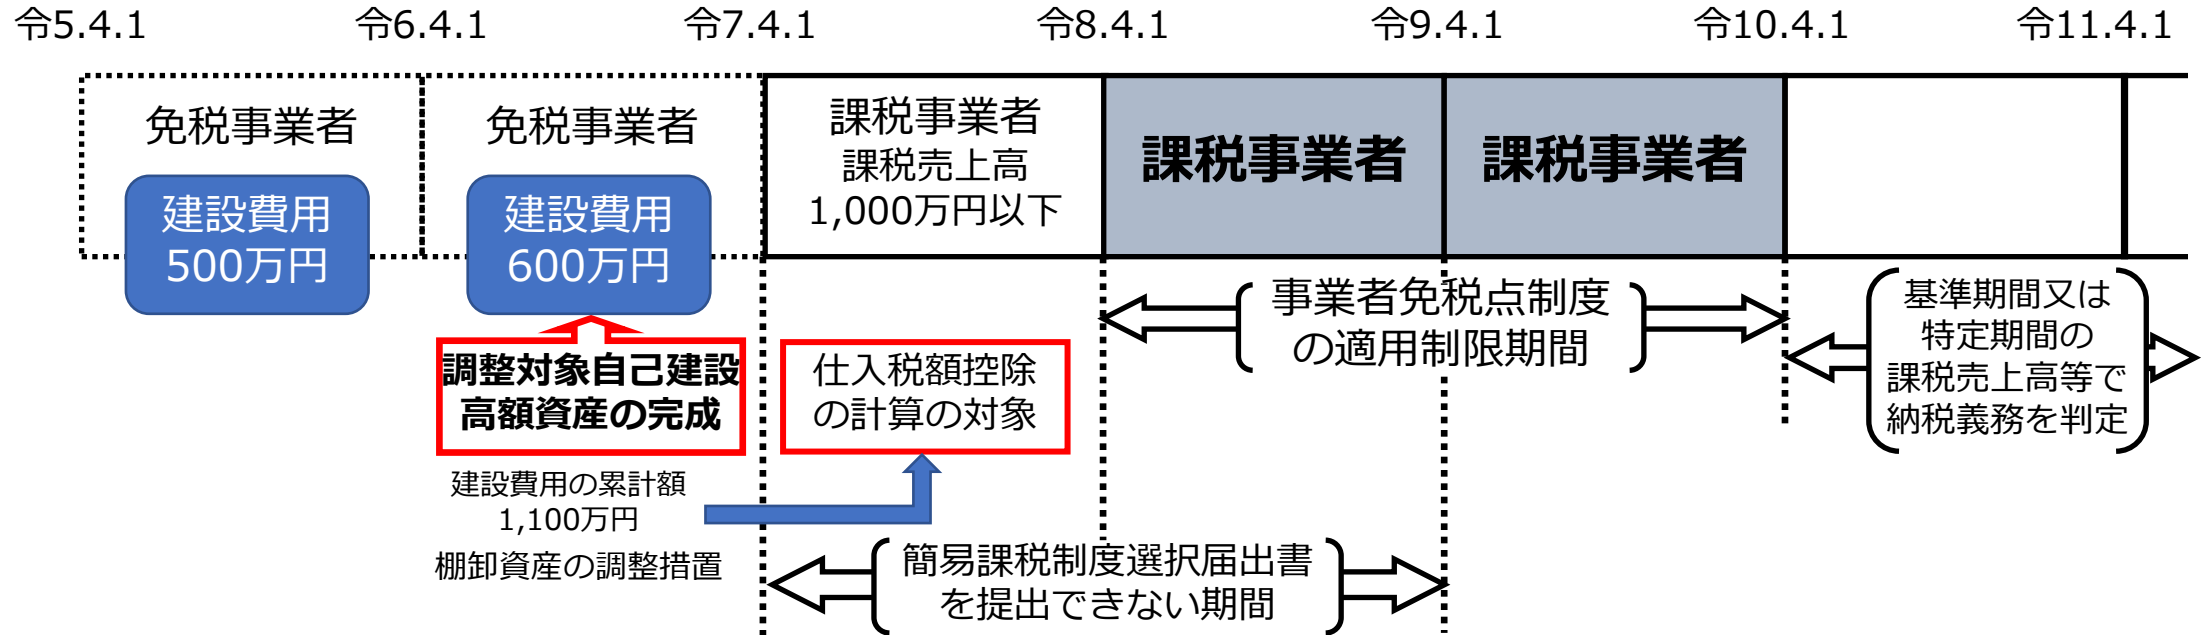 令5.4.1
令6.4.1
令7.4.1
令8.4.1
令9.4.1
令10.4.1
令11.4.1
免税事業者
建設費用
500万円
免税事業者
建設費用
600万円
課税事業者
課税売上高
1,000万円以下
課税事業者
課税事業者
調整対象自己建設
高額資産の完成
建設費用の累計額
1,100万円
棚卸資産の調整措置
仕入税額控除
の計算の対象
事業者免税点制度
の適用制限期間
基準期間又は
特定期間の
課税売上高等で
納税義務を判定
簡易課税制度選択届出書
を提出できない期間